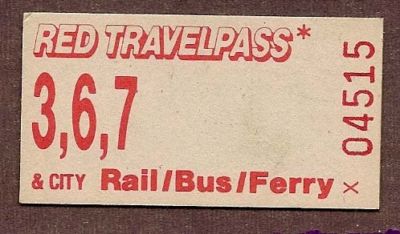 RED TRAVELPASS*
3,6,7
& CITY Rail/Bus/Ferry
x 04515